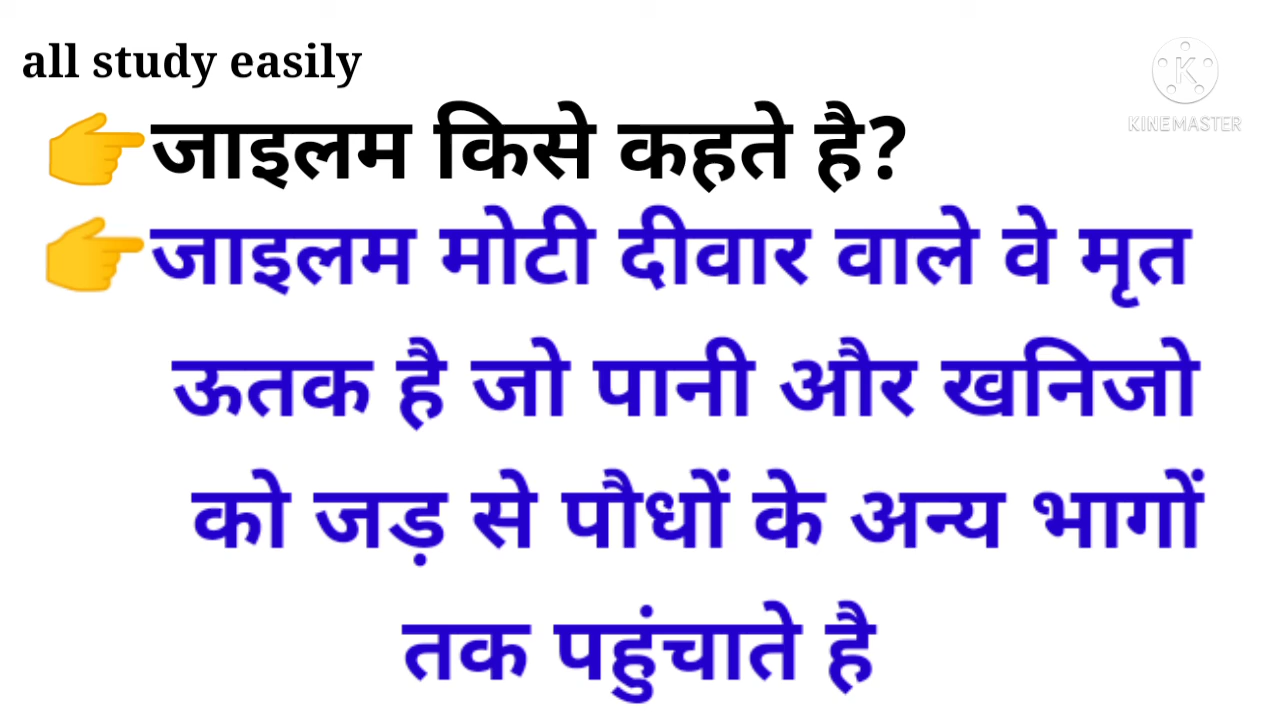 all study easily
KINEMASTER
👉जाइलम किसे कहते है?
👉जाइलम मोटी दीवार वाले वे मृत
ऊतक है जो पानी और खनिजो
को जड़ से पौधों के अन्य भागों
तक पहुंचाते है